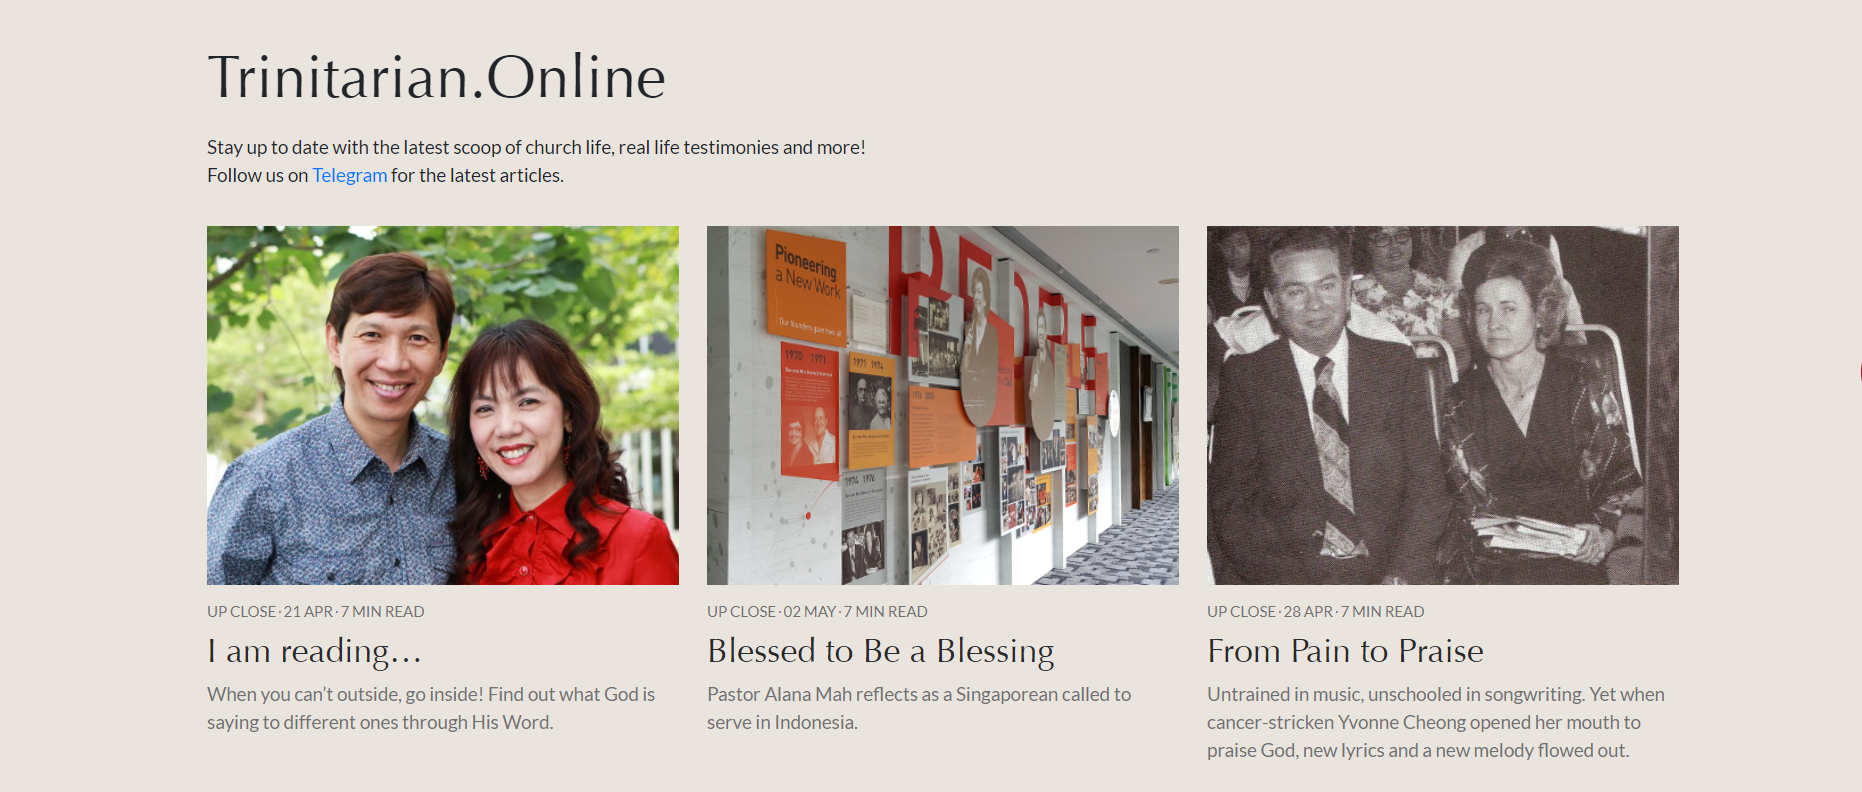 Trinitarian.Online
Stay up to date with the latest scoop of church life, real life testimonies and more!
Follow us on Telegram for the latest articles.
Pioneering
a New Work
Our founders gave their all
PEOPLE
1970 1971
1971 1974
1974 1976
UP CLOSE · 21 APR · 7 MIN READ
I am reading…
When you can’t outside, go inside! Find out what God is
saying to different ones through His Word.
UP CLOSE · 02 MAY · 7 MIN READ
Blessed to Be a Blessing
Pastor Alana Mah reflects as a Singaporean called to
serve in Indonesia.
UP CLOSE · 28 APR · 7 MIN READ
From Pain to Praise
Untrained in music, unschooled in songwriting. Yet when
cancer-stricken Yvonne Cheong opened her mouth to
praise God, new lyrics and a new melody flowed out.